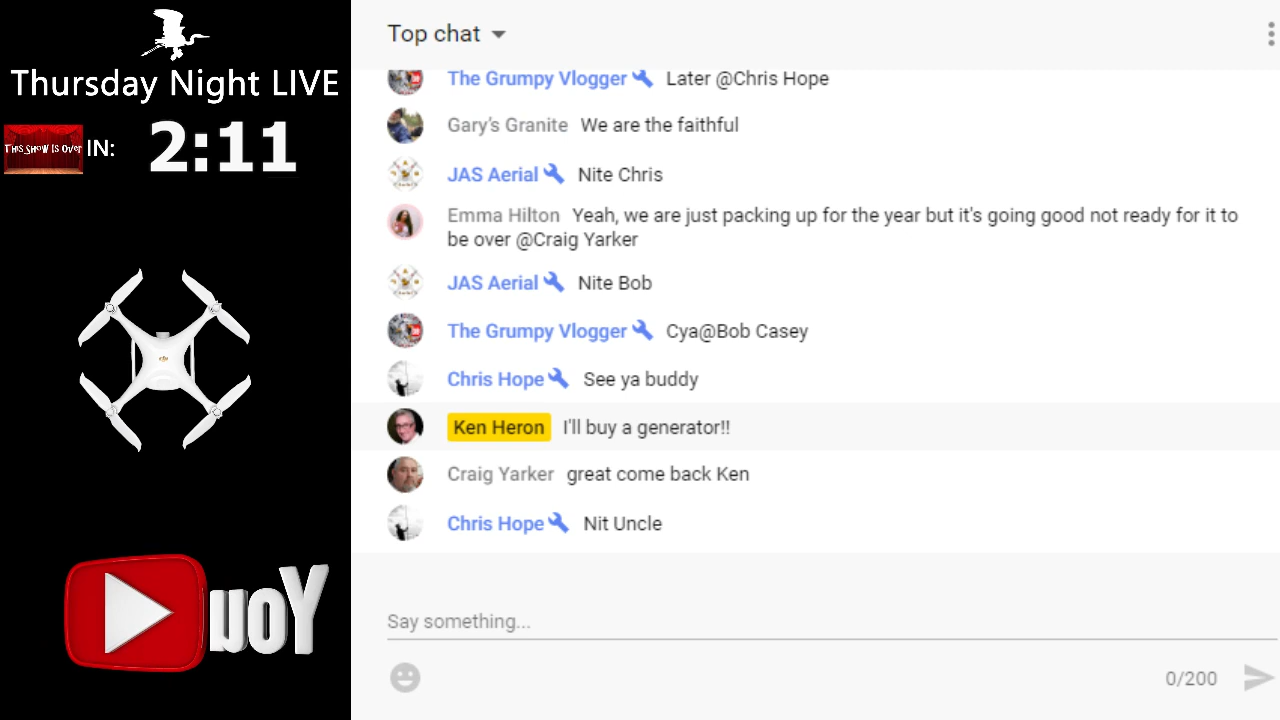 Thursday Night LIVE
THIS SHOW IS OVER IN: 2:11
YouY
Top chat
The Grumpy Vlogger Later @Chris Hope
Gary's Granite We are the faithful
JAS Aerial Nite Chris
Emma Hilton Yeah, we are just packing up for the year but it's going good not ready for it to
be over @Craig Yarker
JAS Aerial Nite Bob
The Grumpy Vlogger Cya@Bob Casey
Chris Hope See ya buddy
Ken Heron I'll buy a generator!!
Craig Yarker great come back Ken
Chris Hope Nit Uncle
Say something...
0/200